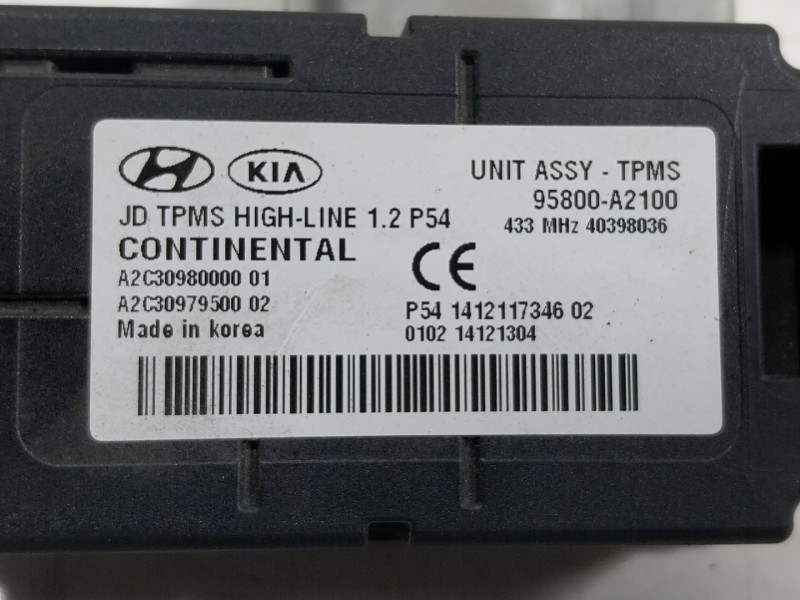 KIA
UNIT ASSY - TPMS
95800-A2100
JD TPMS HIGH-LINE 1.2 P54
433 MHz 40398036
CONTINENTAL
CE
A2C30980000 01
A2C30979500 02
P54 1412117346 02
Made in korea
0102 14121304